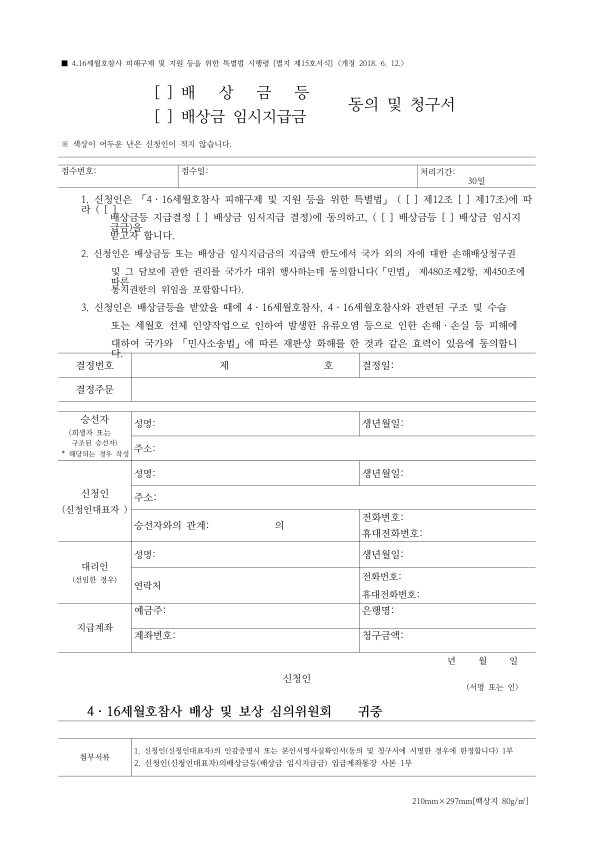 ■ 4.16세월호참사 피해구제 및 지원 등을 위한 특별법 시행령 [별지 제15호서식] <개정 2018. 6. 12.>
[ ] 배 상 금 등
[ ] 배상금 임시지급금
동의 및 청구서
※ 색상이 어두운 난은 신청인이 적지 않습니다.
접수번호:
접수일:
처리기간:
30일
1. 신청인은 「4ㆍ16세월호참사 피해구제 및 지원 등을 위한 특별법」 ( [ ] 제12조 [ ] 제17조)에 따
라 ( [ ]
배상금등 지급결정 [ ] 배상금 임시지급 결정)에 동의하고, ( [ ] 배상금등 [ ] 배상금 임시지
급금)을
받고자 합니다.
2. 신청인은 배상금등 또는 배상금 임시지급금의 지급액 한도에서 국가 외의 자에 대한 손해배상청구권
및 그 담보에 관한 권리를 국가가 대위 행사하는데 동의합니다(「민법」 제480조제2항, 제450조에
따른
통지권한의 위임을 포함합니다).
3. 신청인은 배상금등을 받았을 때에 4ㆍ16세월호참사, 4ㆍ16세월호참사와 관련된 구조 및 수습
또는 세월호 선체 인양작업으로 인하여 발생한 유류오염 등으로 인한 손해ㆍ손실 등 피해에
대하여 국가와 「민사소송법」에 따른 재판상 화해를 한 것과 같은 효력이 있음에 동의합니
다.
결정번호
제 호
결정일:
결정주문
승선자
(희생자 또는
구조된 승선자)
* 해당되는 경우 작성
성명:
생년월일:
주소:
신청인
(신청인대표자 )
성명:
생년월일:
주소:
승선자와의 관계: 의
전화번호:
휴대전화번호:
대리인
(선임한 경우)
성명:
생년월일:
연락처
전화번호:
휴대전화번호:
지급계좌
예금주:
은행명:
계좌번호:
청구금액:
년 월 일
신청인
(서명 또는 인)
4ㆍ16세월호참사 배상 및 보상 심의위원회 귀중
첨부서류
1. 신청인(신청인대표자)의 인감증명서 또는 본인서명사실확인서(동의 및 청구서에 서명한 경우에 한정합니다) 1부
2. 신청인(신청인대표자)의배상금등(배상금 임시지급금) 입금계좌통장 사본 1부
210mm×297mm[백상지 80g/㎡]